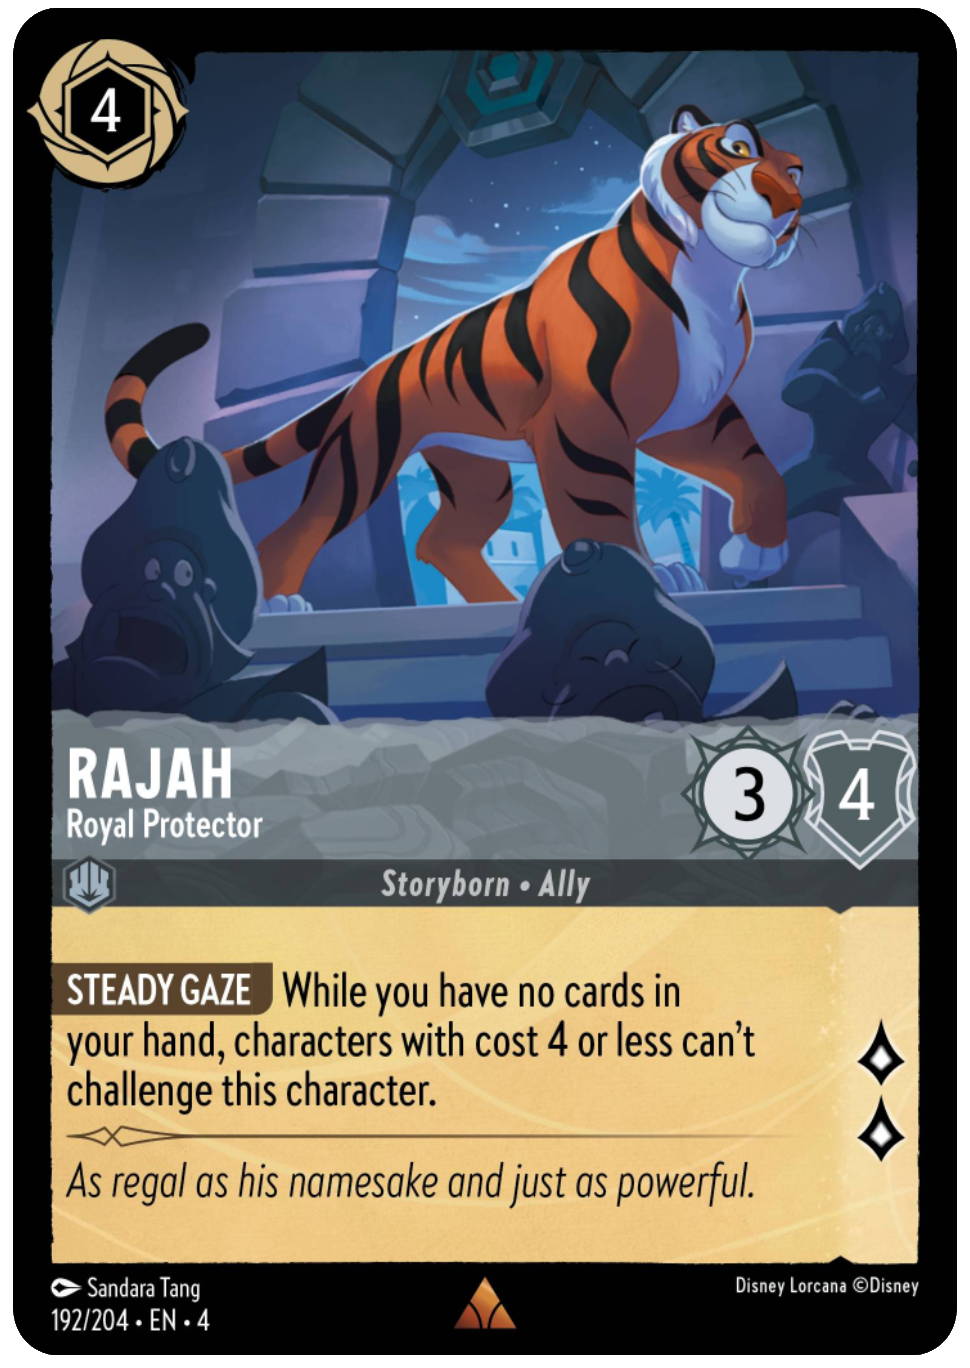 4
RAJAH
Royal Protector
3
4
Storyborn • Ally
STEADY GAZE While you have no cards in
your hand, characters with cost 4 or less can’t
challenge this character.
As regal as his namesake and just as powerful.
Sandara Tang
192/204 • EN • 4
Disney Lorcana ©Disney